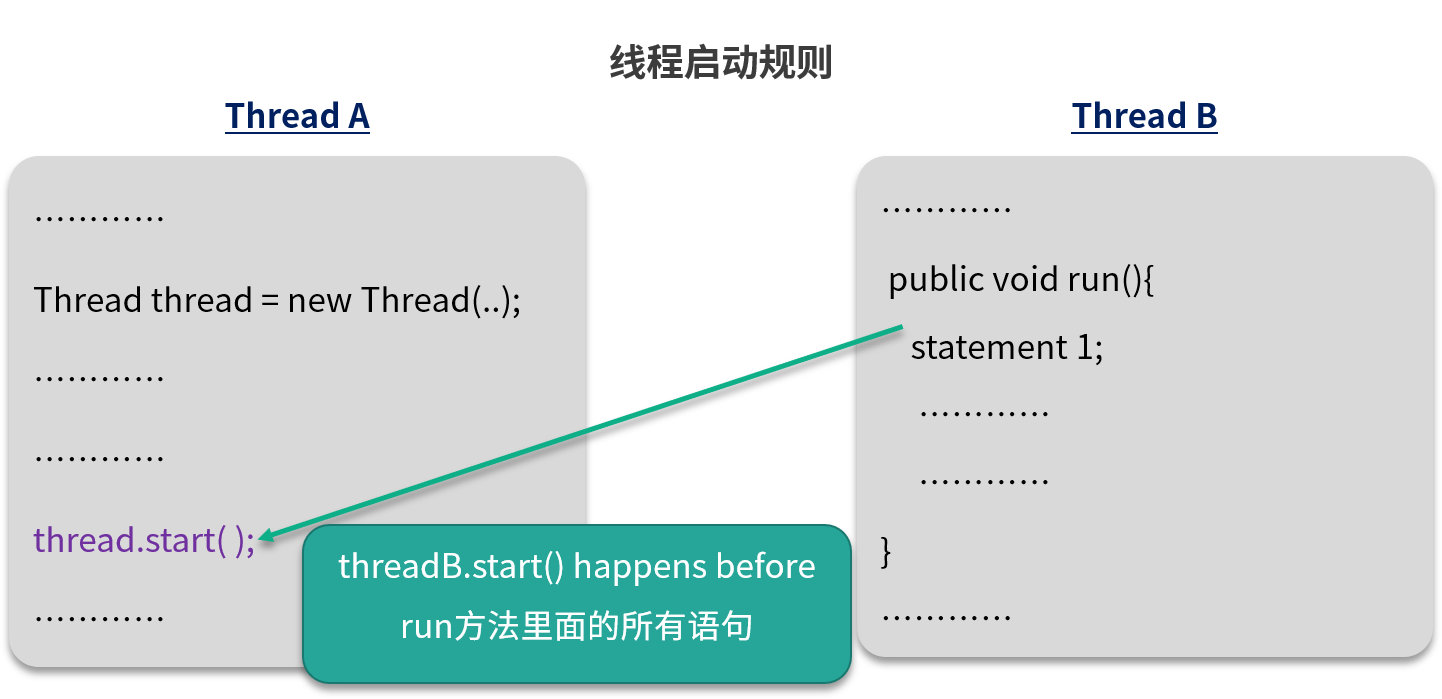 线程启动规则
Thread A
…………
Thread thread = new Thread(..);
…………
…………
thread.start( );
…………
Thread B
…………
public void run(){
statement 1;
…………
…………
}
…………
threadB.start() happens before
run方法里面的所有语句